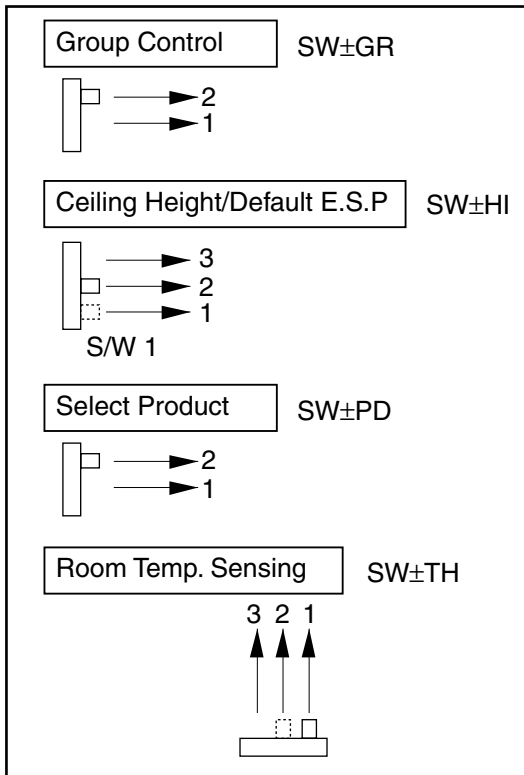 Group Control SW±GR
2
1
Ceiling Height/Default E.S.P SW±HI
3
2
1
S/W 1
Select Product SW±PD
2
1
Room Temp. Sensing SW±TH
3 2 1